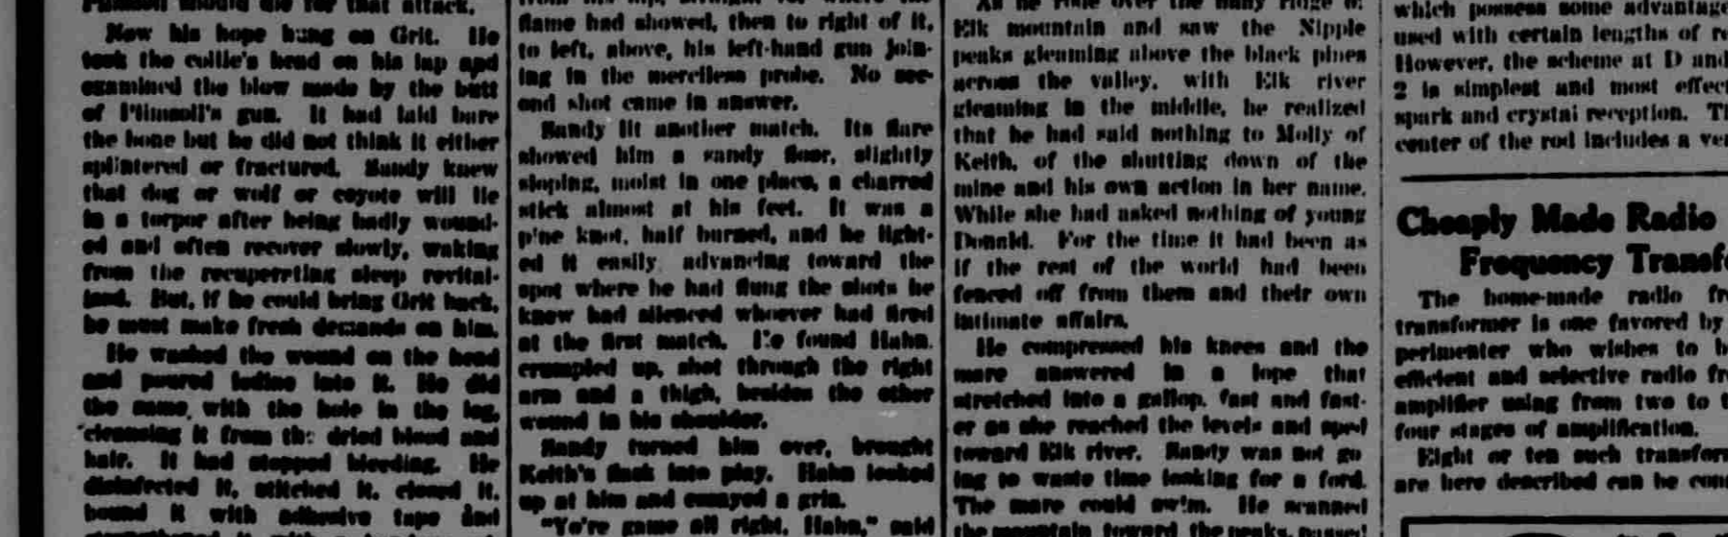 should die for that attack.
Now his hope hung on Grit. He
took the collie's head on his lap and
examined the blow made by the butt
of Plimsoll's gun. It had laid bare
the bone but he did not think it either
splintered or fractured. Sandy knew
that dog or wolf or coyote will lie
in a torpor after being badly wound-
ed and often recover slowly, waking
from the recuperating sleep revital-
ized. But, if he could bring Grit back,
he must make fresh demands on him.
He washed the wound on the head
and poured iodine into it. He did
the same with the hole in the leg,
cleansing it from the dried blood and
hair. It had stopped bleeding. He
disinfected it, stitched it, closed it,
bound it with adhesive tape and
flame had showed, then to right of it,
to left, above, his left-hand gun join-
ing in the merciless probe. No sec-
ond shot came in answer.
Sandy lit another match. Its flare
showed him a sandy floor, slightly
sloping, moist in one place, a charred
stick almost at his feet. It was a
pine knot, half burned, and he light-
ed it easily, advancing toward the
spot where he had flung the shots he
knew had silenced whoever had fired
at the first match. He found Hahn,
crumpled up, shot through the right
arm and a thigh, besides the other
wound in his shoulder.
Sandy turned him over, brought
Keith's flask into play. Hahn looked
up at him and essayed a grin.
"Yo're game all right, Hahn," said
As he rode over the ridge of
Elk mountain and saw the Nipple
peaks gleaming above the black pines
across the valley, with Elk river
gleaming in the middle, he realized
that he had said nothing to Molly of
Keith, of the shutting down of the
mine and his own action in her name.
While she had asked nothing of young
Donald. For the time it had been as
if the rest of the world had been
fenced off from them and their own
intimate affairs.
He compressed his knees and the
mare answered in a lope that
stretched into a gallop, fast and fast-
er as she reached the levels and sped
toward Elk river. Sandy was not go
ing to waste time looking for a ford.
The mare could swim. He scanned
the mountain toward the peaks, passed
which possess some advantage
used with certain lengths of
However, the scheme at D and
2 is simplest and most effec
spark and crystal reception. T
center of the rod includes a ve
Cheaply Made Radio
Frequency Transf
The home-made radio fr
transformer is one favored by
perimenter who wishes to
efficient and selective radio fr
amplifier using from two to
four stages of amplification.
Eight or ten such transfor
are here described can be con